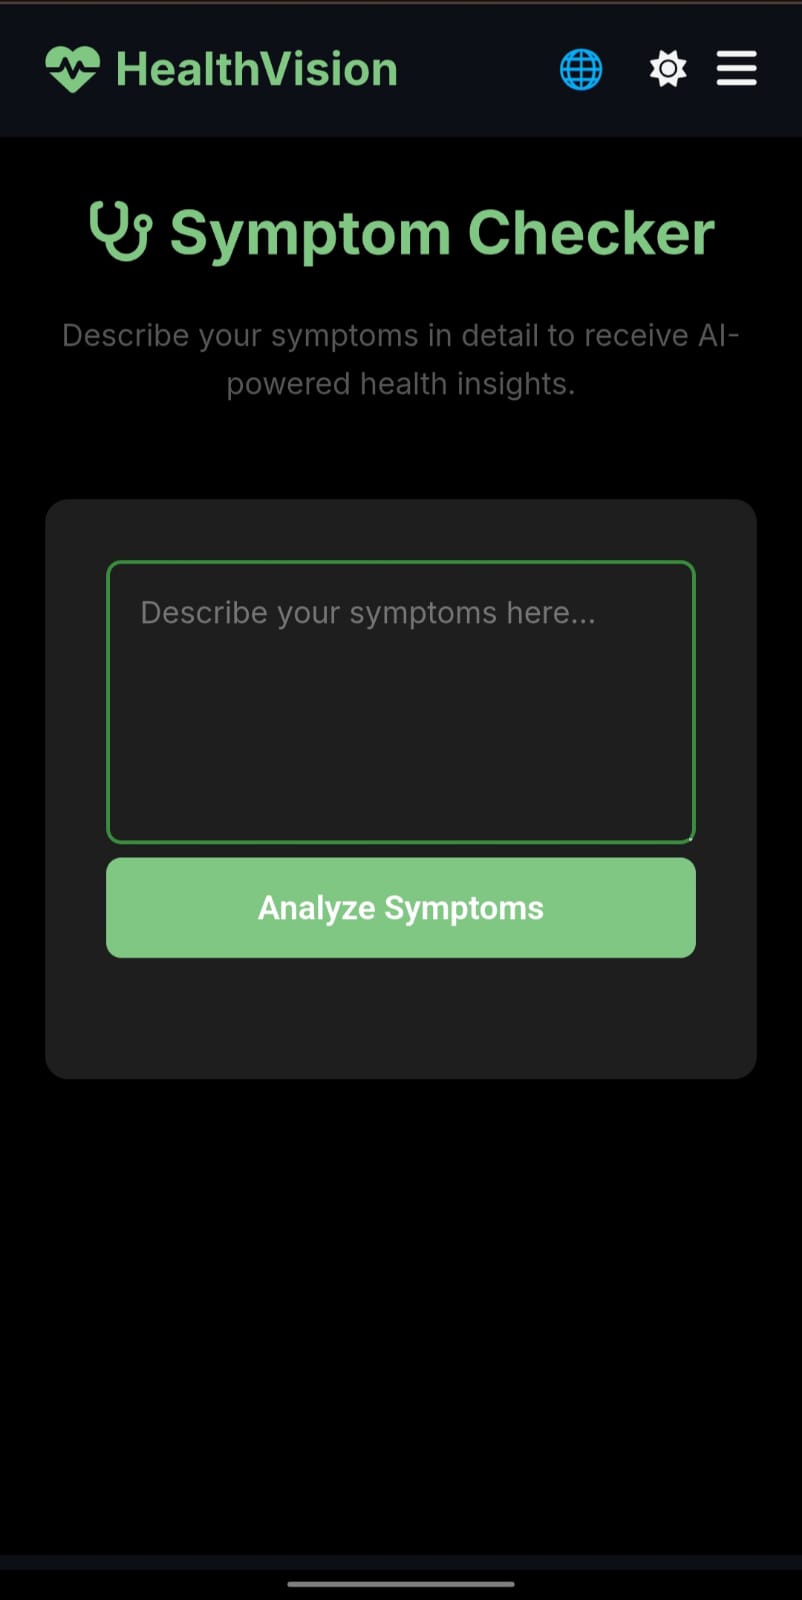 HealthVision
Symptom Checker
Describe your symptoms in detail to receive AI-
powered health insights.
Describe your symptoms here...
Analyze Symptoms